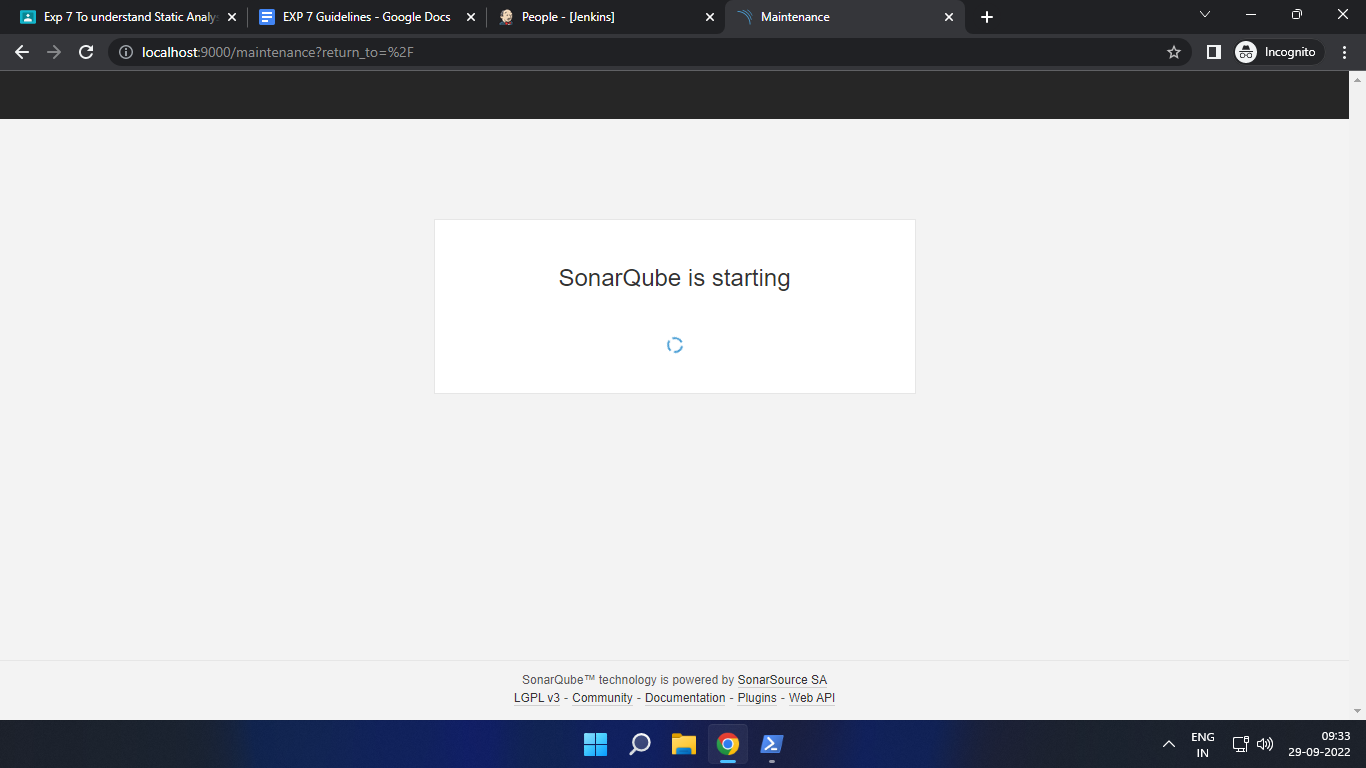 Exp 7 To understand Static Analys
EXP 7 Guidelines - Google Docs
People - [Jenkins]
Maintenance
localhost:9000/maintenance?return_to=%2F
Incognito
SonarQube is starting
SonarQube™ technology is powered by SonarSource SA
LGPL v3 - Community - Documentation - Plugins - Web API
ENG
IN
09:33
29-09-2022